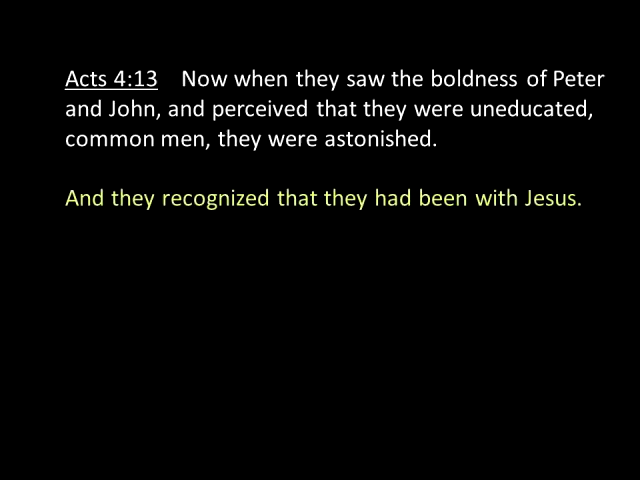 Acts 4:13 Now when they saw the boldness of Peter
and John, and perceived that they were uneducated,
common men, they were astonished.
And they recognized that they had been with Jesus.